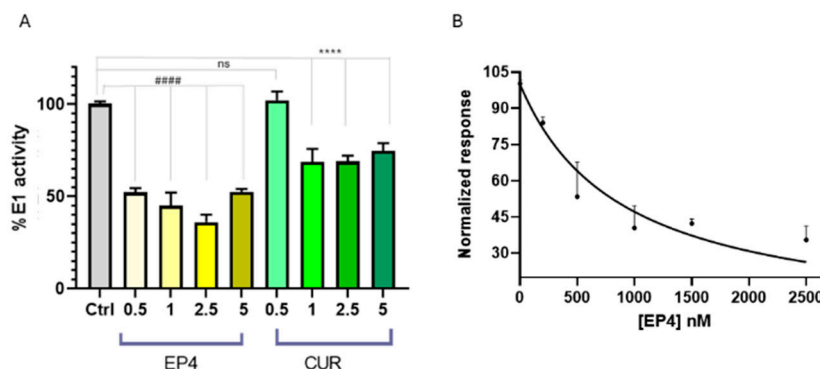 A
B
****
ns
####
100
50
0
% E1 activity
Ctrl 0.5 1 2.5 5 0.5 1 2.5 5
EP4 CUR
105
90
75
60
45
30
Normalized response
0 500 1000 1500 2000 2500
[EP4] nM